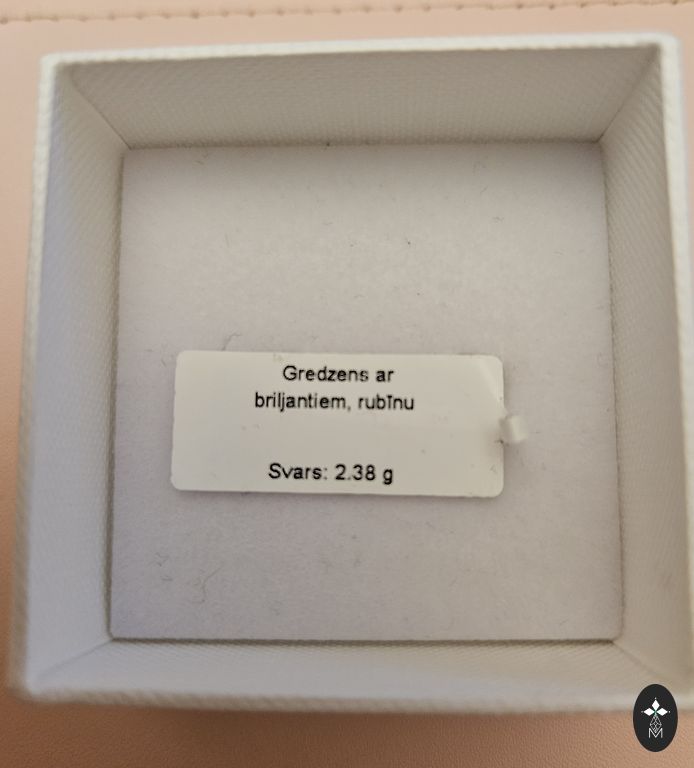 Gredzens ar
briljantiem, rubīnu
Svars: 2.38 g
M